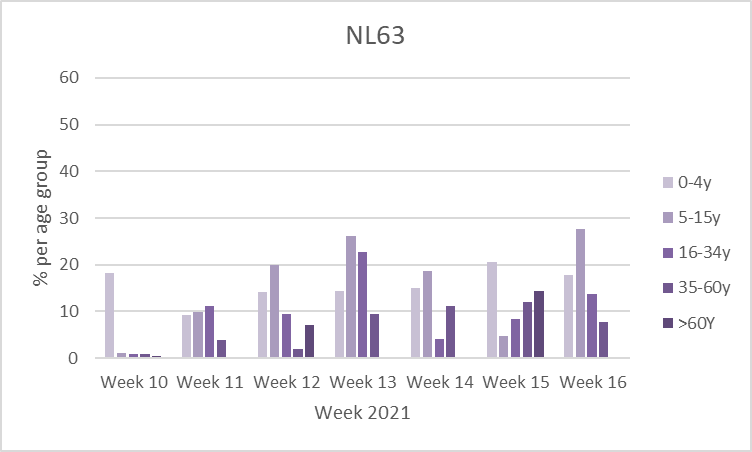 NL63
60
50
40
30
20
10
0
% per age group
Week 10 Week 11 Week 12 Week 13 Week 14 Week 15 Week 16
Week 2021
0-4y
5-15y
16-34y
35-60y
>60Y